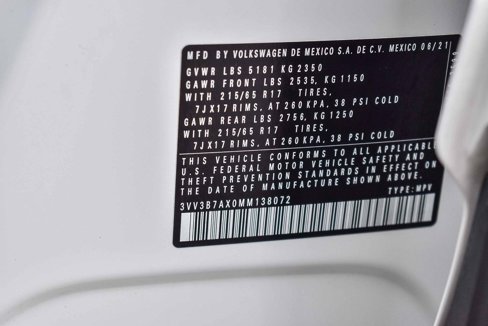 MFD BY VOLKSWAGEN DE MEXICO S.A. DE C.V. MEXICO 06/21
GVWR LBS 5181 KG 2350
GAWR FRONT LBS 2535, KG 1150
WITH 215/65 R17 TIRES,
7JX17 RIMS, AT 260 KPA, 38 PSI COLD
GAWR REAR LBS 2756, KG 1250
WITH 215/65 R17 TIRES,
7JX17 RIMS, AT 260 KPA, 38 PSI COLD
THIS VEHICLE CONFORMS TO ALL APPLICABLE
U.S. FEDERAL MOTOR VEHICLE SAFETY AND
THEFT PREVENTION STANDARDS IN EFFECT ON
THE DATE OF MANUFACTURE SHOWN ABOVE.
3VV3B7AX0MM138072 TYPE: MPV